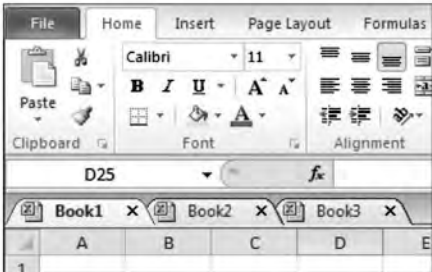 File Home Insert Page Layout Formulas
Calibri 11
B I U A A
Paste A
Clipboard Font Alignment
D25 fx
Book1 x Book2 x Book3 x
A B C D E
1